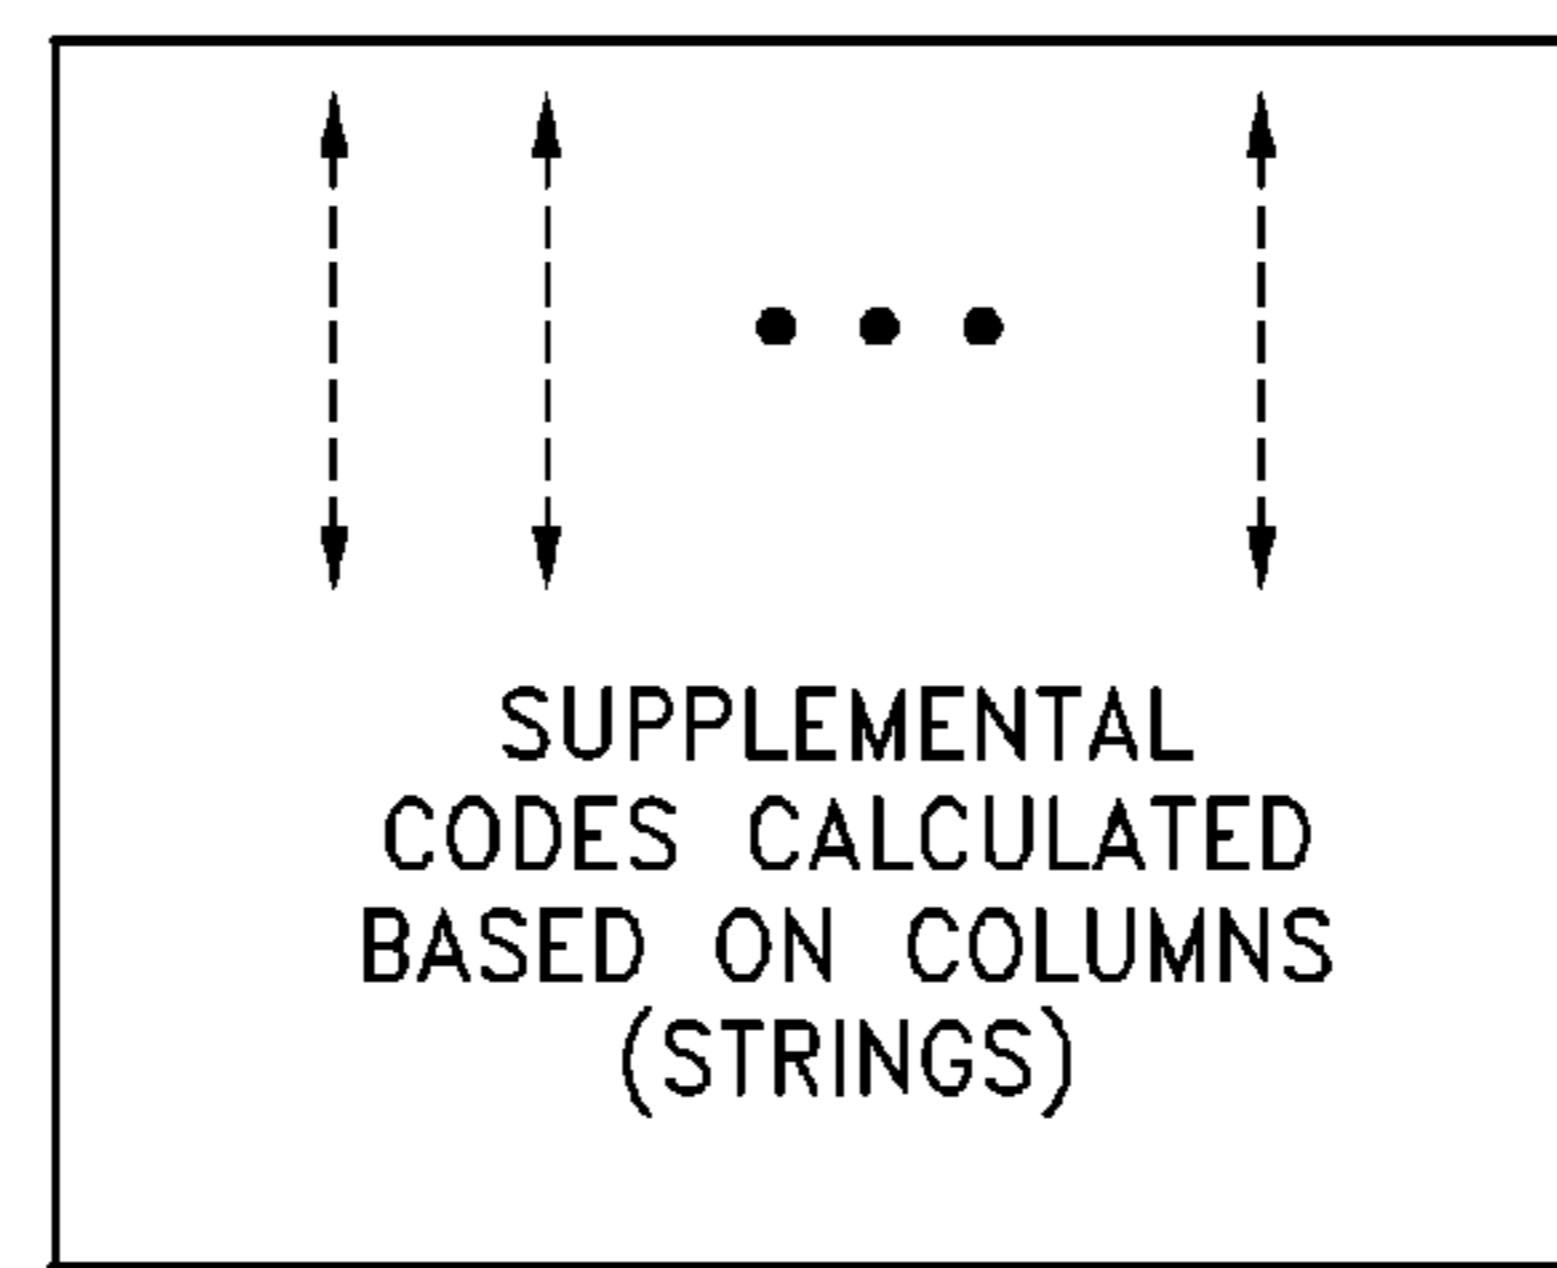 SUPPLEMENTAL
CODES CALCULATED
BASED ON COLUMNS
(STRINGS)